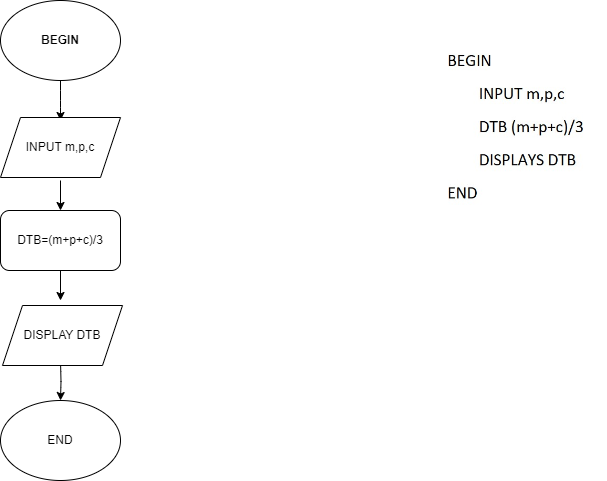 BEGIN
INPUT m,p,c
DTB=(m+p+c)/3
DISPLAY DTB
END
BEGIN
INPUT m,p,c
DTB (m+p+c)/3
DISPLAYS DTB
END